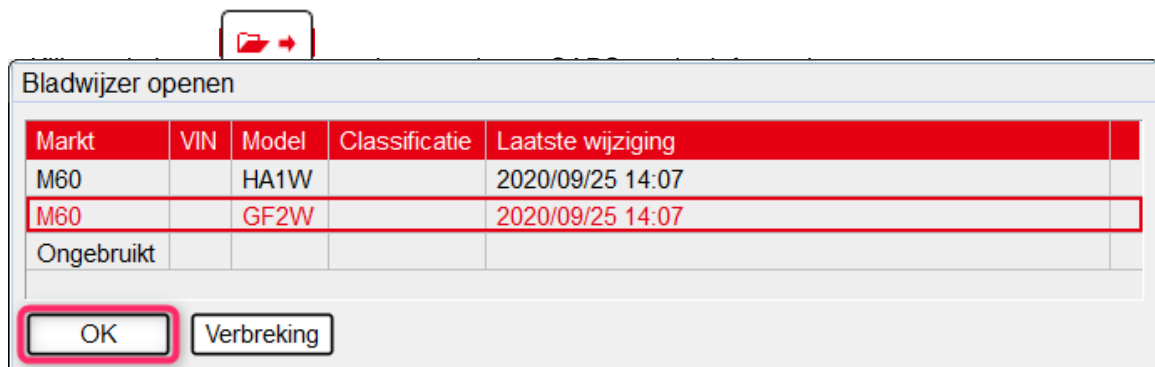 Bladwijzer openen
Markt VIN Model Classificatie Laatste wijziging
M60 HA1W 2020/09/25 14:07
M60 GF2W 2020/09/25 14:07
Ongebruikt
OK Verbreking